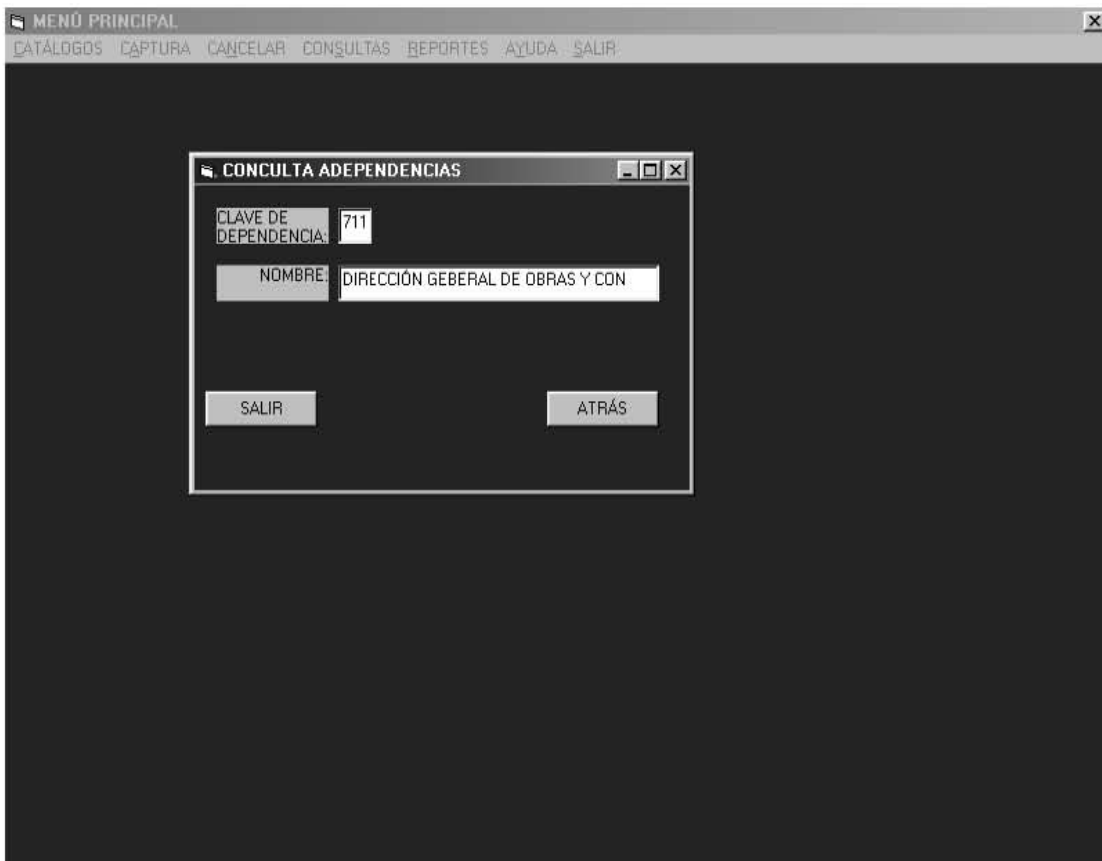 MENÚ PRINCIPAL
CATÁLOGOS CAPTURA CANCELAR CONSULTAS REPORTES AYUDA SALIR
CONCULTA ADEPENDENCIAS
CLAVE DE
DEPENDENCIA:
711
NOMBRE:
DIRECCIÓN GEBERAL DE OBRAS Y CON
SALIR
ATRÁS